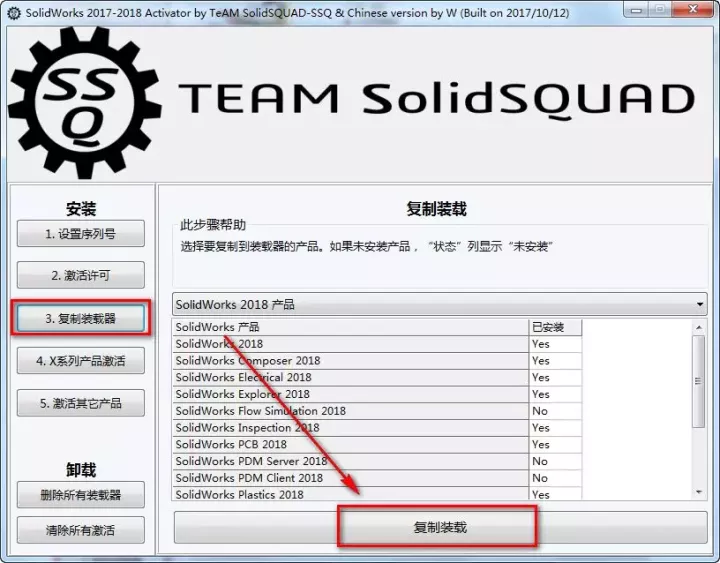 SolidWorks 2017-2018 Activator by TeAM SolidSQUAD-SSQ & Chinese version by W (Built on 2017/10/12)
SSQ
TEAM SolidSQUAD
安装
1. 设置序列号
2. 激活许可
3. 复制装载器
4. X系列产品激活
5. 激活其它产品
卸载
删除所有装载器
清除所有激活
复制装载
此步骤帮助
选择要复制到装载器的产品。如果未安装产品，“状态”列显示“未安装”
SolidWorks 2018 产品
SolidWorks 产品 已安装
SolidWorks 2018 Yes
SolidWorks Composer 2018 Yes
SolidWorks Electrical 2018 Yes
SolidWorks Explorer 2018 Yes
SolidWorks Flow Simulation 2018 No
SolidWorks Inspection 2018 Yes
SolidWorks PCB 2018 Yes
SolidWorks PDM Server 2018 No
SolidWorks PDM Client 2018 No
SolidWorks Plastics 2018 Yes
复制装载